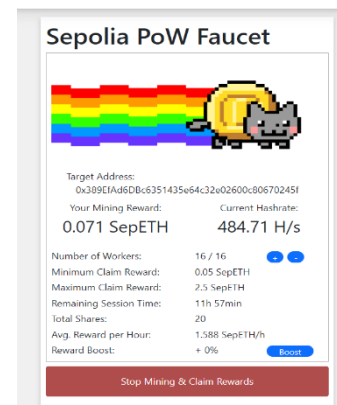 Sepolia PoW Faucet
Target Address:
0x389EfAd6DBc6351435e64c32e02600c80670245f
Your Mining Reward:
Current Hashrate:
0.071 SepETH
484.71 H/s
Number of Workers:
16 / 16
+
-
Minimum Claim Reward:
0.05 SepETH
Maximum Claim Reward:
2.5 SepETH
Remaining Session Time:
11h 57min
Total Shares:
20
Avg. Reward per Hour:
1.588 SepETH/h
Reward Boost:
+ 0%
Boost
Stop Mining & Claim Rewards